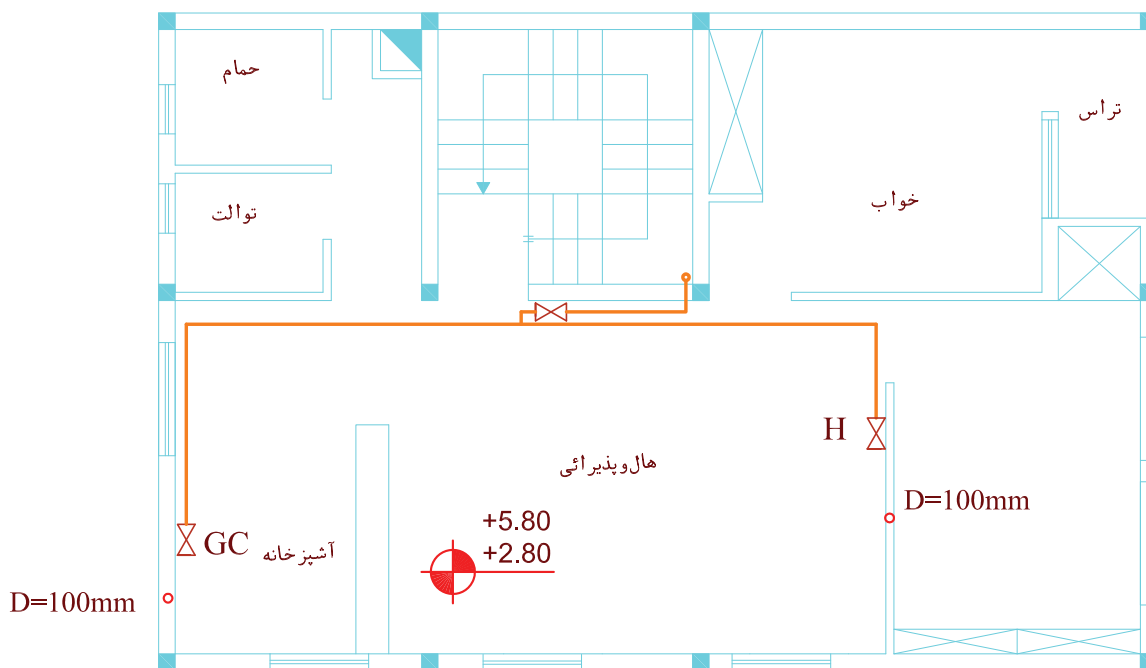 حمام
تراس
توالت
خواب
H
هال‌وپذیرائی
D=100mm
+5.80
+2.80
GC
آشپزخانه
D=100mm